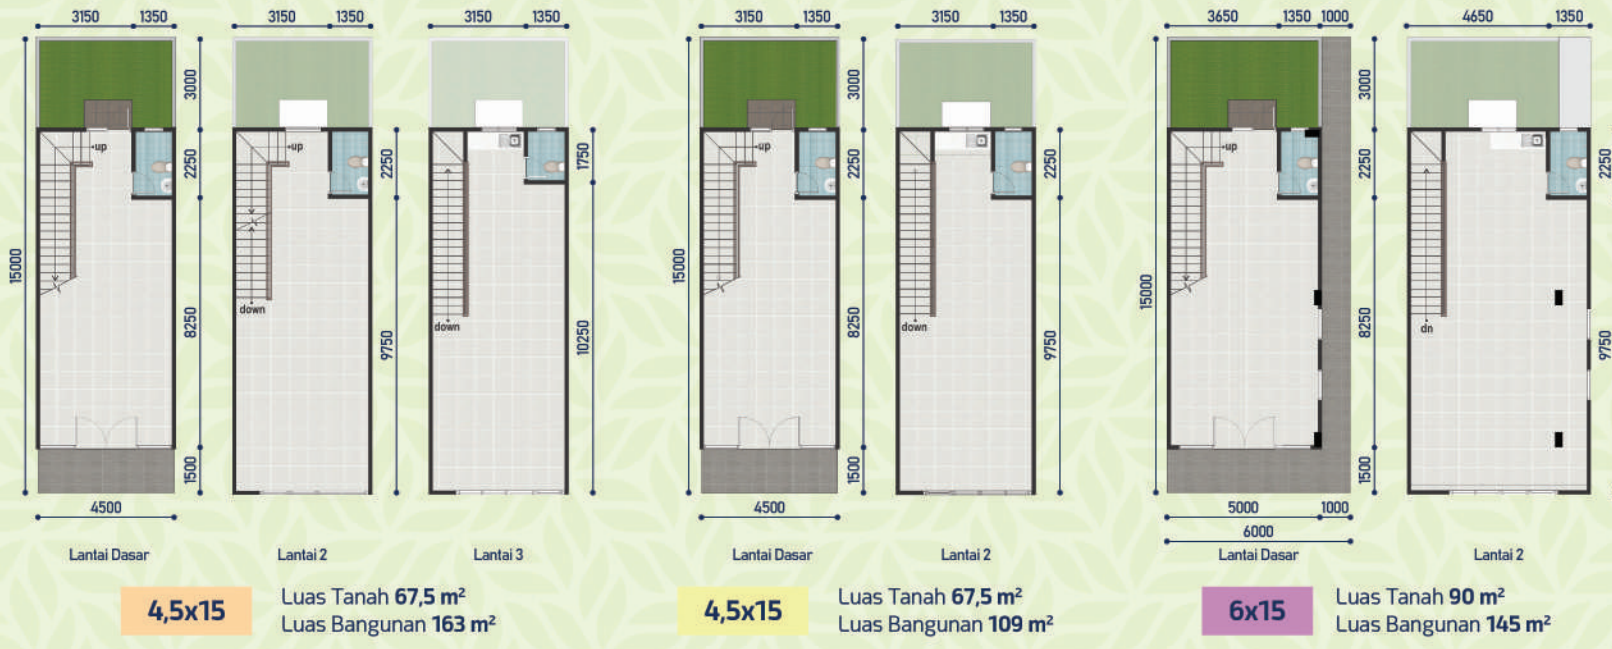 3150 1350
3000
2250
8250
1500
15000
up
4500
Lantai Dasar
3150 1350
2250
9750
up
down
Lantai 2
3150 1350
1750
10250
down
Lantai 3
4,5x15
Luas Tanah 67,5 m²
Luas Bangunan 163 m²
3150 1350
3000
2250
8250
1500
15000
up
4500
Lantai Dasar
3150 1350
2250
9750
down
Lantai 2
4,5x15
Luas Tanah 67,5 m²
Luas Bangunan 109 m²
3650 1350 1000
3000
2250
8250
1500
15000
up
5000 1000
6000
Lantai Dasar
4650 1350
2250
9750
dn
Lantai 2
6x15
Luas Tanah 90 m²
Luas Bangunan 145 m²